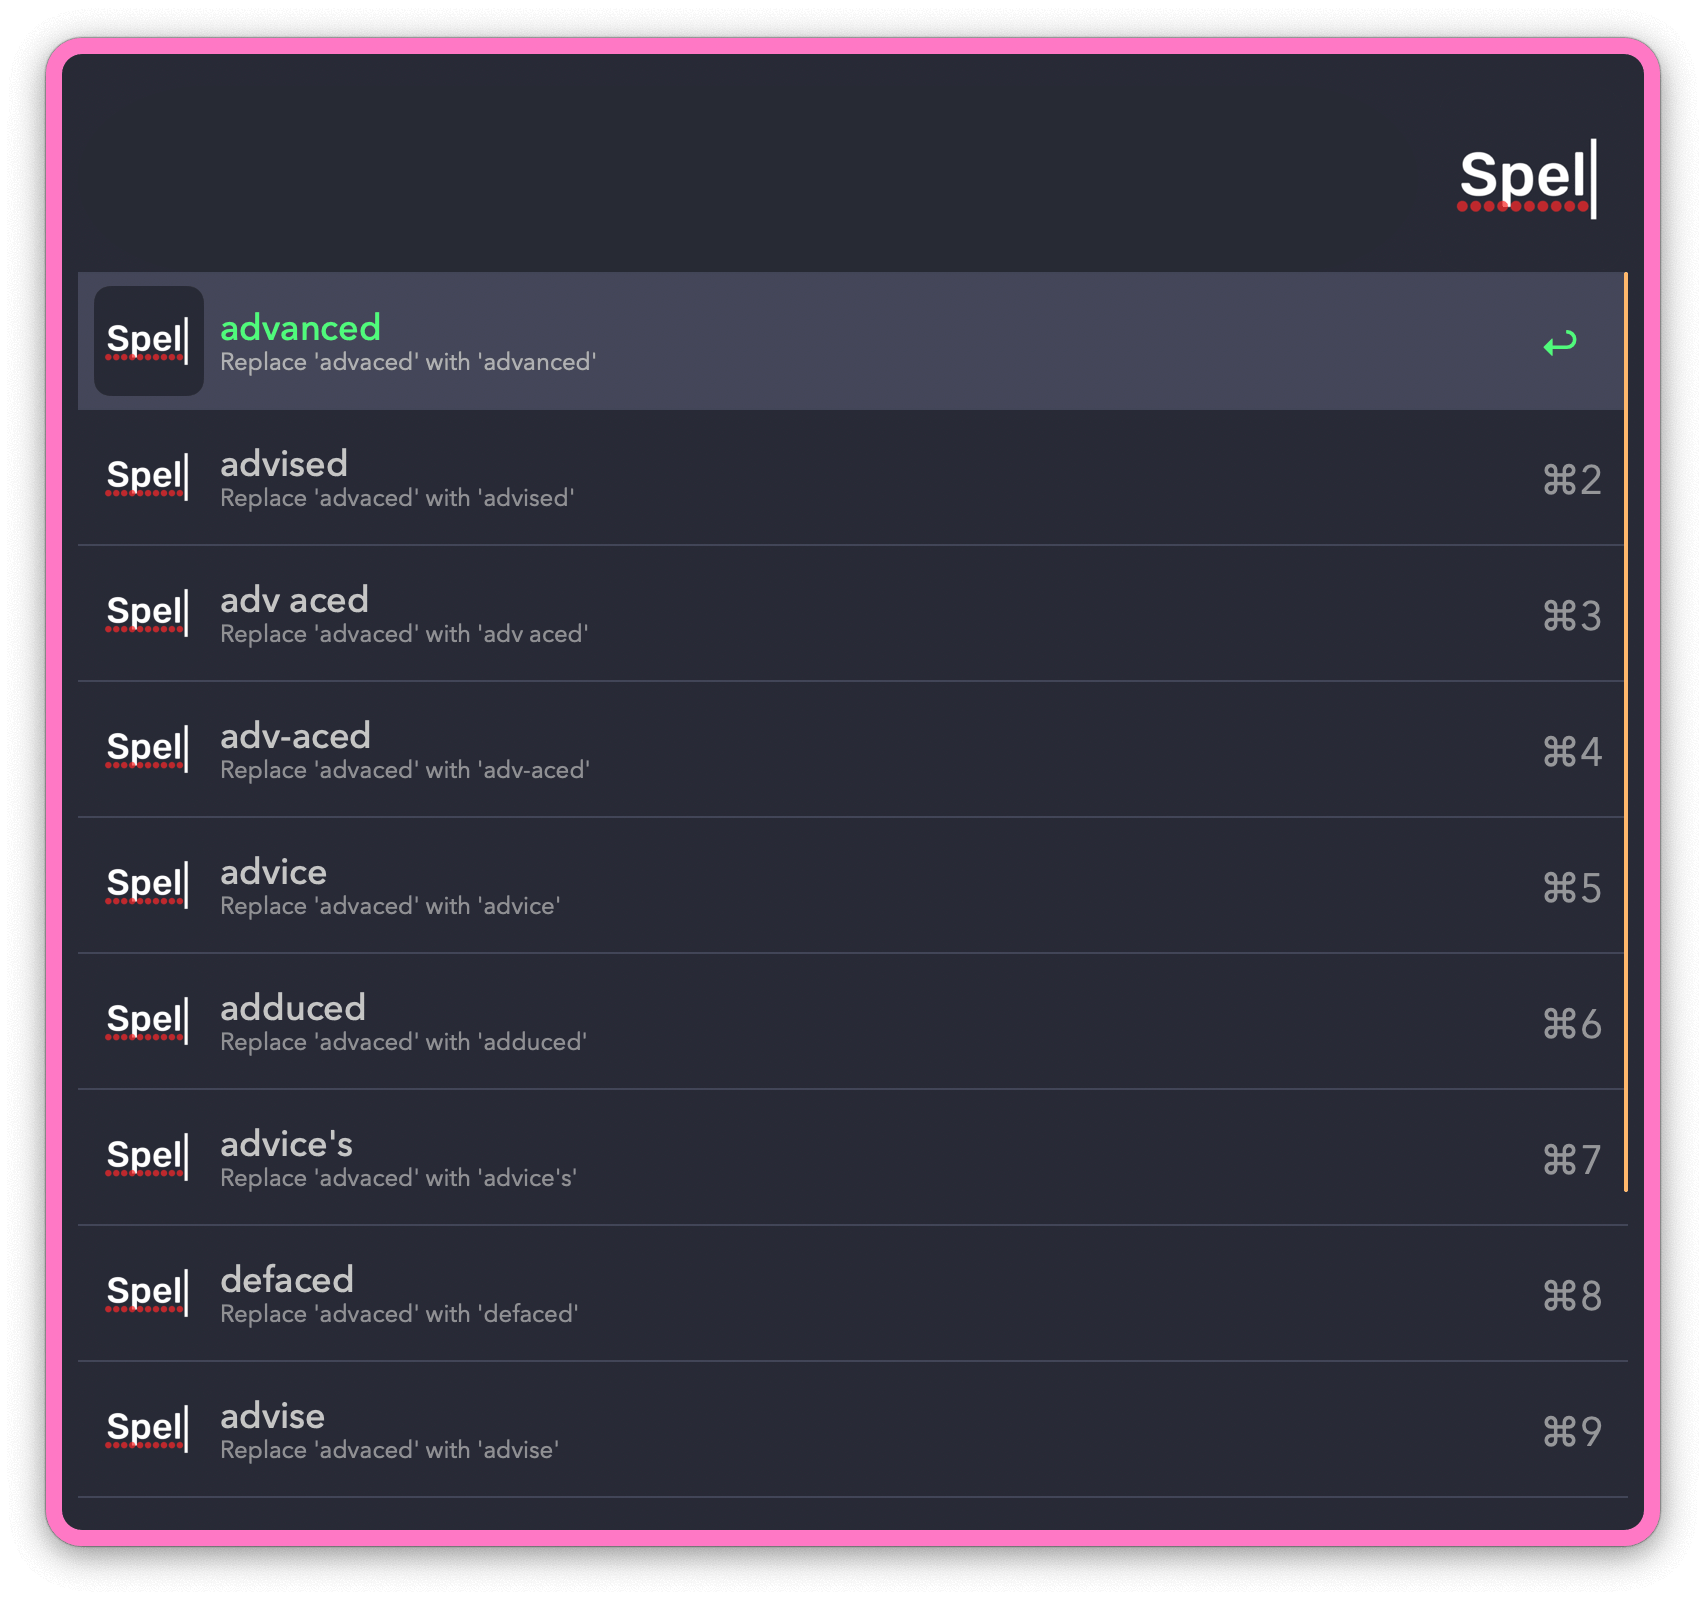 Spel
Spel
advanced
Replace 'advaced' with 'advanced'
Spel
advised
Replace 'advaced' with 'advised'
⌘2
Spel
adv aced
Replace 'advaced' with 'adv aced'
⌘3
Spel
adv-aced
Replace 'advaced' with 'adv-aced'
⌘4
Spel
advice
Replace 'advaced' with 'advice'
⌘5
Spel
adduced
Replace 'advaced' with 'adduced'
⌘6
Spel
advice's
Replace 'advaced' with 'advice's'
⌘7
Spel
defaced
Replace 'advaced' with 'defaced'
⌘8
Spel
advise
Replace 'advaced' with 'advise'
⌘9